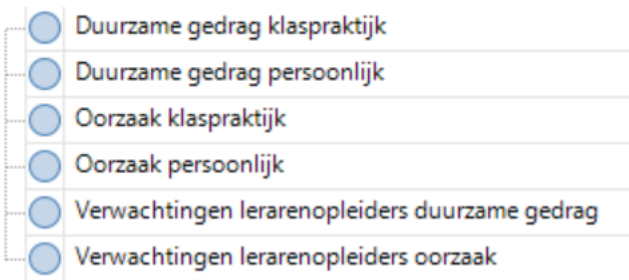 Duurzame gedrag klaspraktijk
Duurzame gedrag persoonlijk
Oorzaak klaspraktijk
Oorzaak persoonlijk
Verwachtingen lerarenopleiders duurzame gedrag
Verwachtingen lerarenopleiders oorzaak